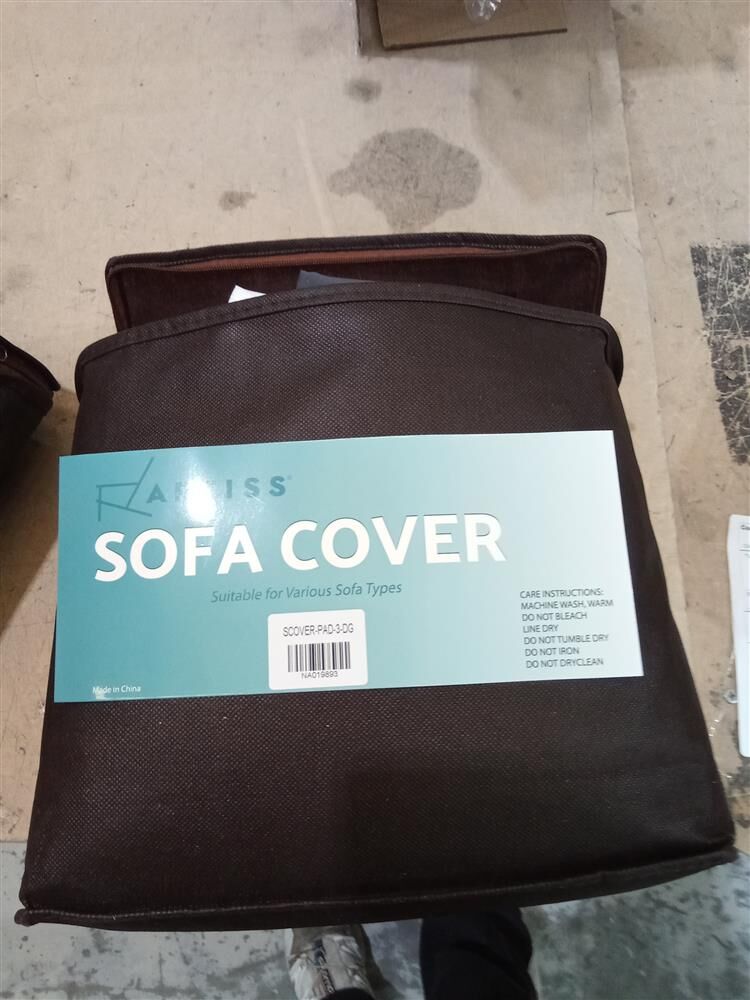 ARTISS
SOFA COVER
Suitable for Various Sofa Types
SCOVER-PAD-3-DG
NA019893
CARE INSTRUCTIONS:
MACHINE WASH, WARM
DO NOT BLEACH
LINE DRY
DO NOT TUMBLE DRY
DO NOT IRON
DO NOT DRYCLEAN
Made in China